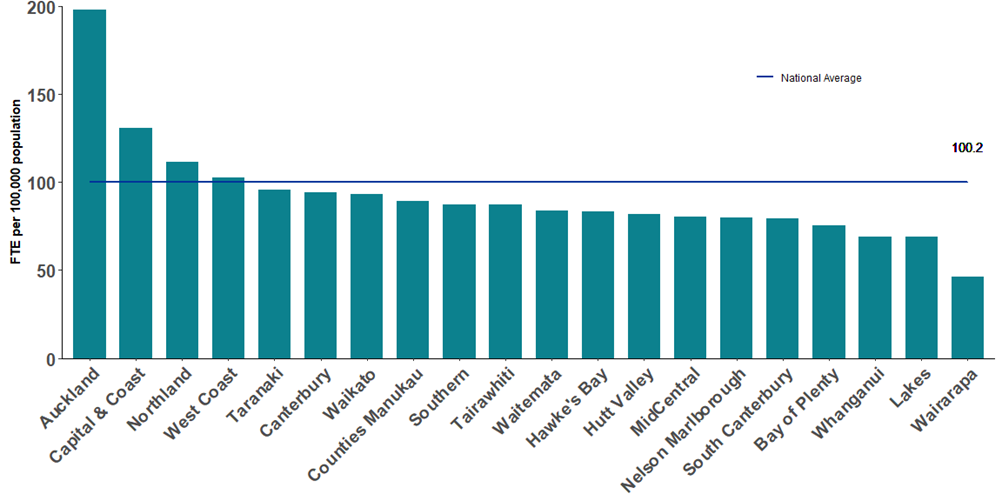 FTE per 100,000 population
200
150
100
50
0
National Average
100.2
Auckland
Capital & Coast
Northland
West Coast
Taranaki
Canterbury
Waikato
Counties Manukau
Southern
Tairawhiti
Waitemata
Hawke's Bay
Hutt Valley
MidCentral
Nelson Marlborough
South Canterbury
Bay of Plenty
Whanganui
Lakes
Wairarapa